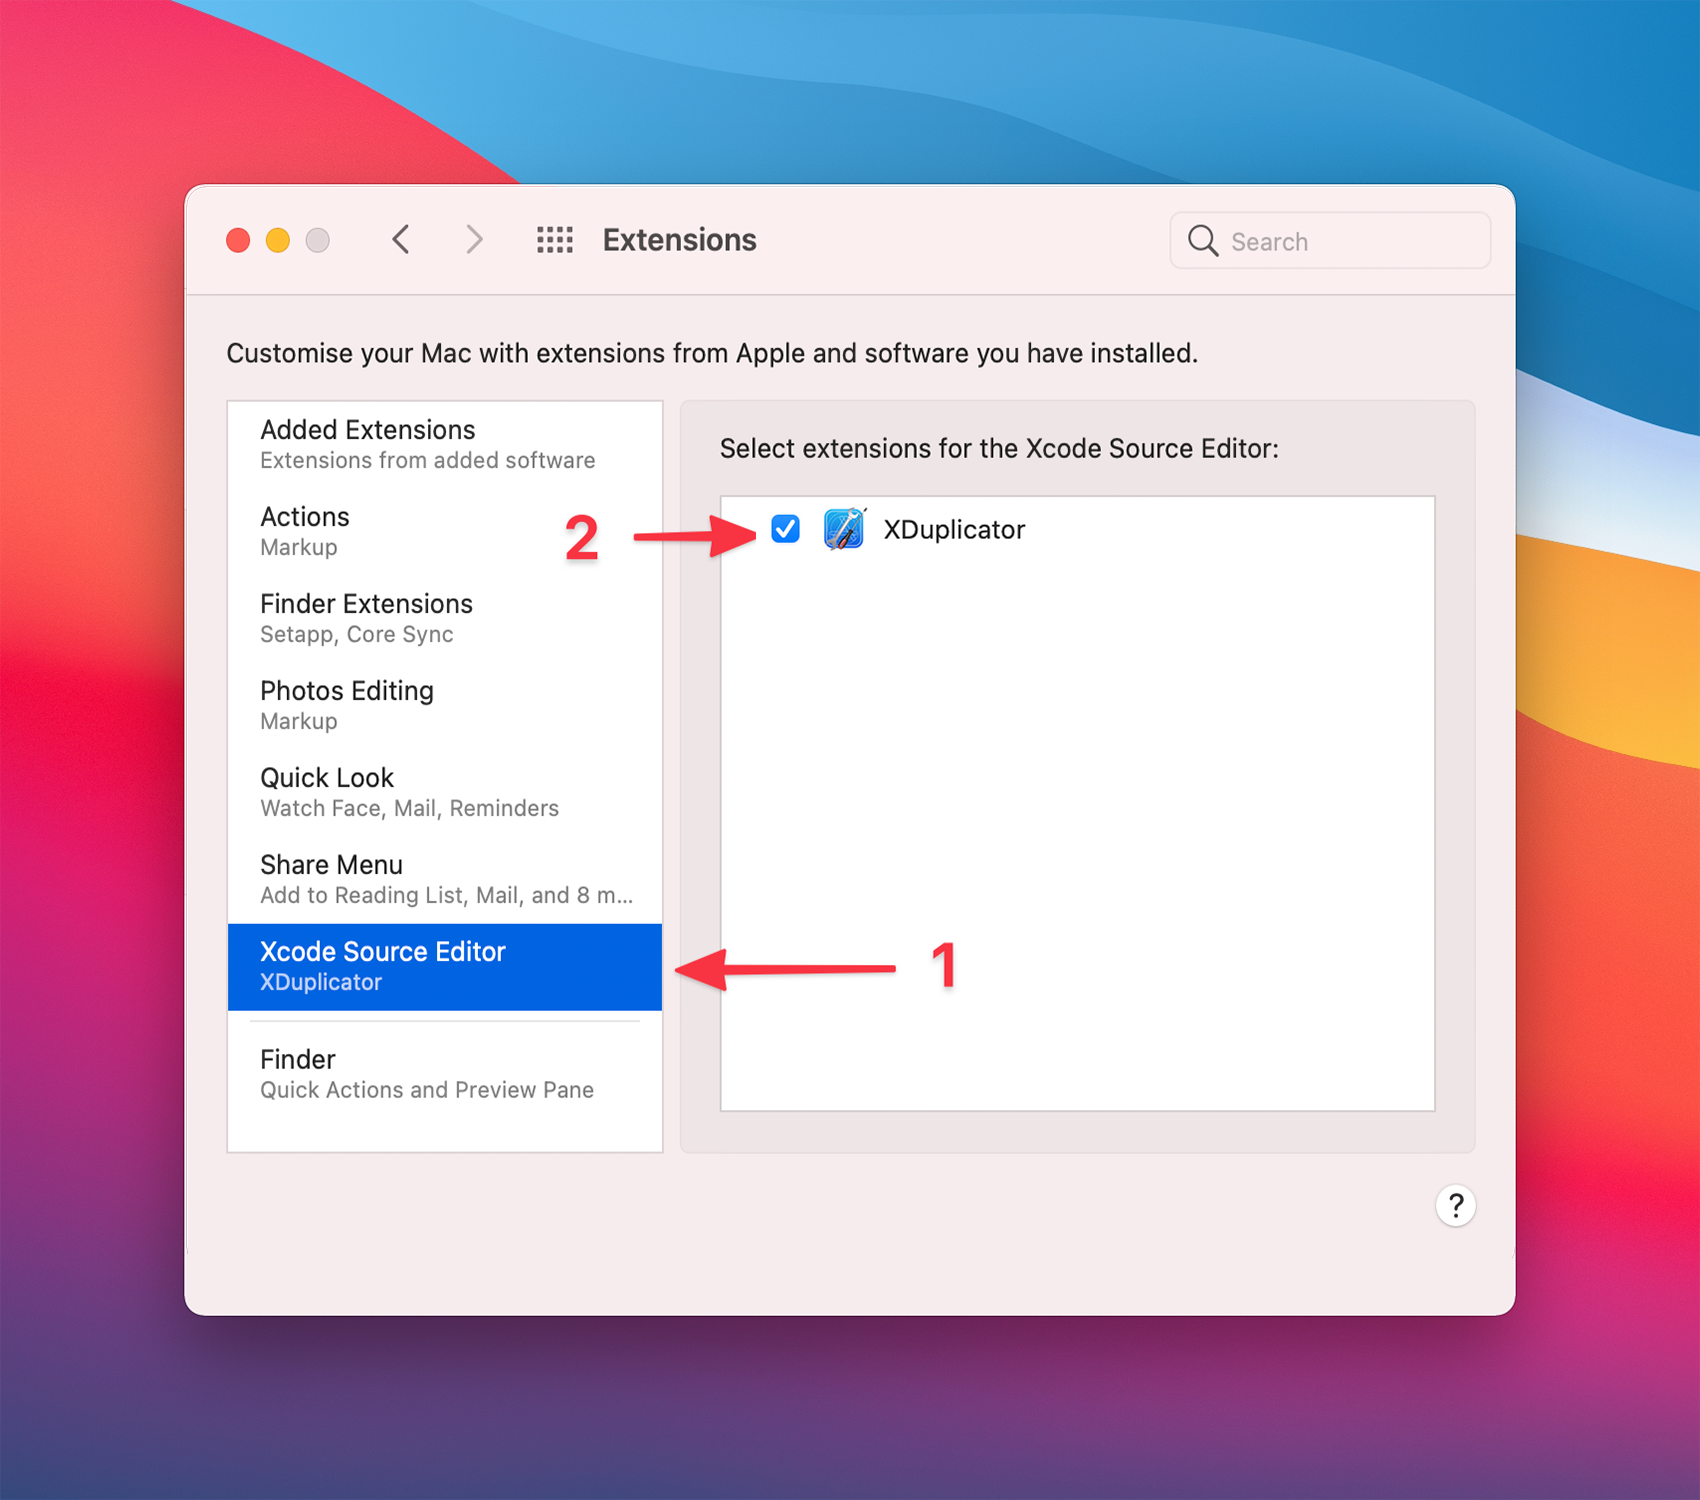 Extensions
Search
Customise your Mac with extensions from Apple and software you have installed.
Added Extensions
Extensions from added software
Actions
Markup
Finder Extensions
Setapp, Core Sync
Photos Editing
Markup
Quick Look
Watch Face, Mail, Reminders
Share Menu
Add to Reading List, Mail, and 8 m...
Xcode Source Editor
XDuplicator
Finder
Quick Actions and Preview Pane
Select extensions for the Xcode Source Editor:
2
XDuplicator
1
?